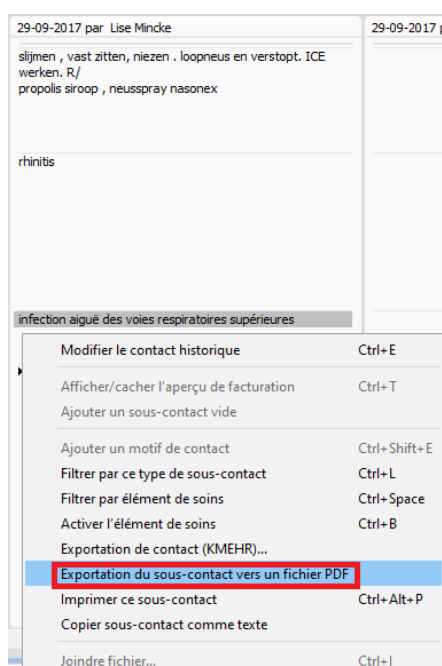 29-09-2017 par Lise Mincke
29-09-2017 p
slijmen , vast zitten, niezen . loopneus en verstopt. ICE
werken. R/
propolis siroop , neusspray nasonex
rhinitis
infection aiguë des voies respiratoires supérieures
Modifier le contact historique Ctrl+E
Afficher/cacher l'aperçu de facturation Ctrl+T
Ajouter un sous-contact vide
Ajouter un motif de contact Ctrl+Shift+E
Filtrer par ce type de sous-contact Ctrl+L
Filtrer par élément de soins Ctrl+Space
Activer l'élément de soins Ctrl+B
Exportation de contact (KMEHR)...
Exportation du sous-contact vers un fichier PDF
Imprimer ce sous-contact Ctrl+Alt+P
Copier sous-contact comme texte
Joindre fichier... Ctrl+I